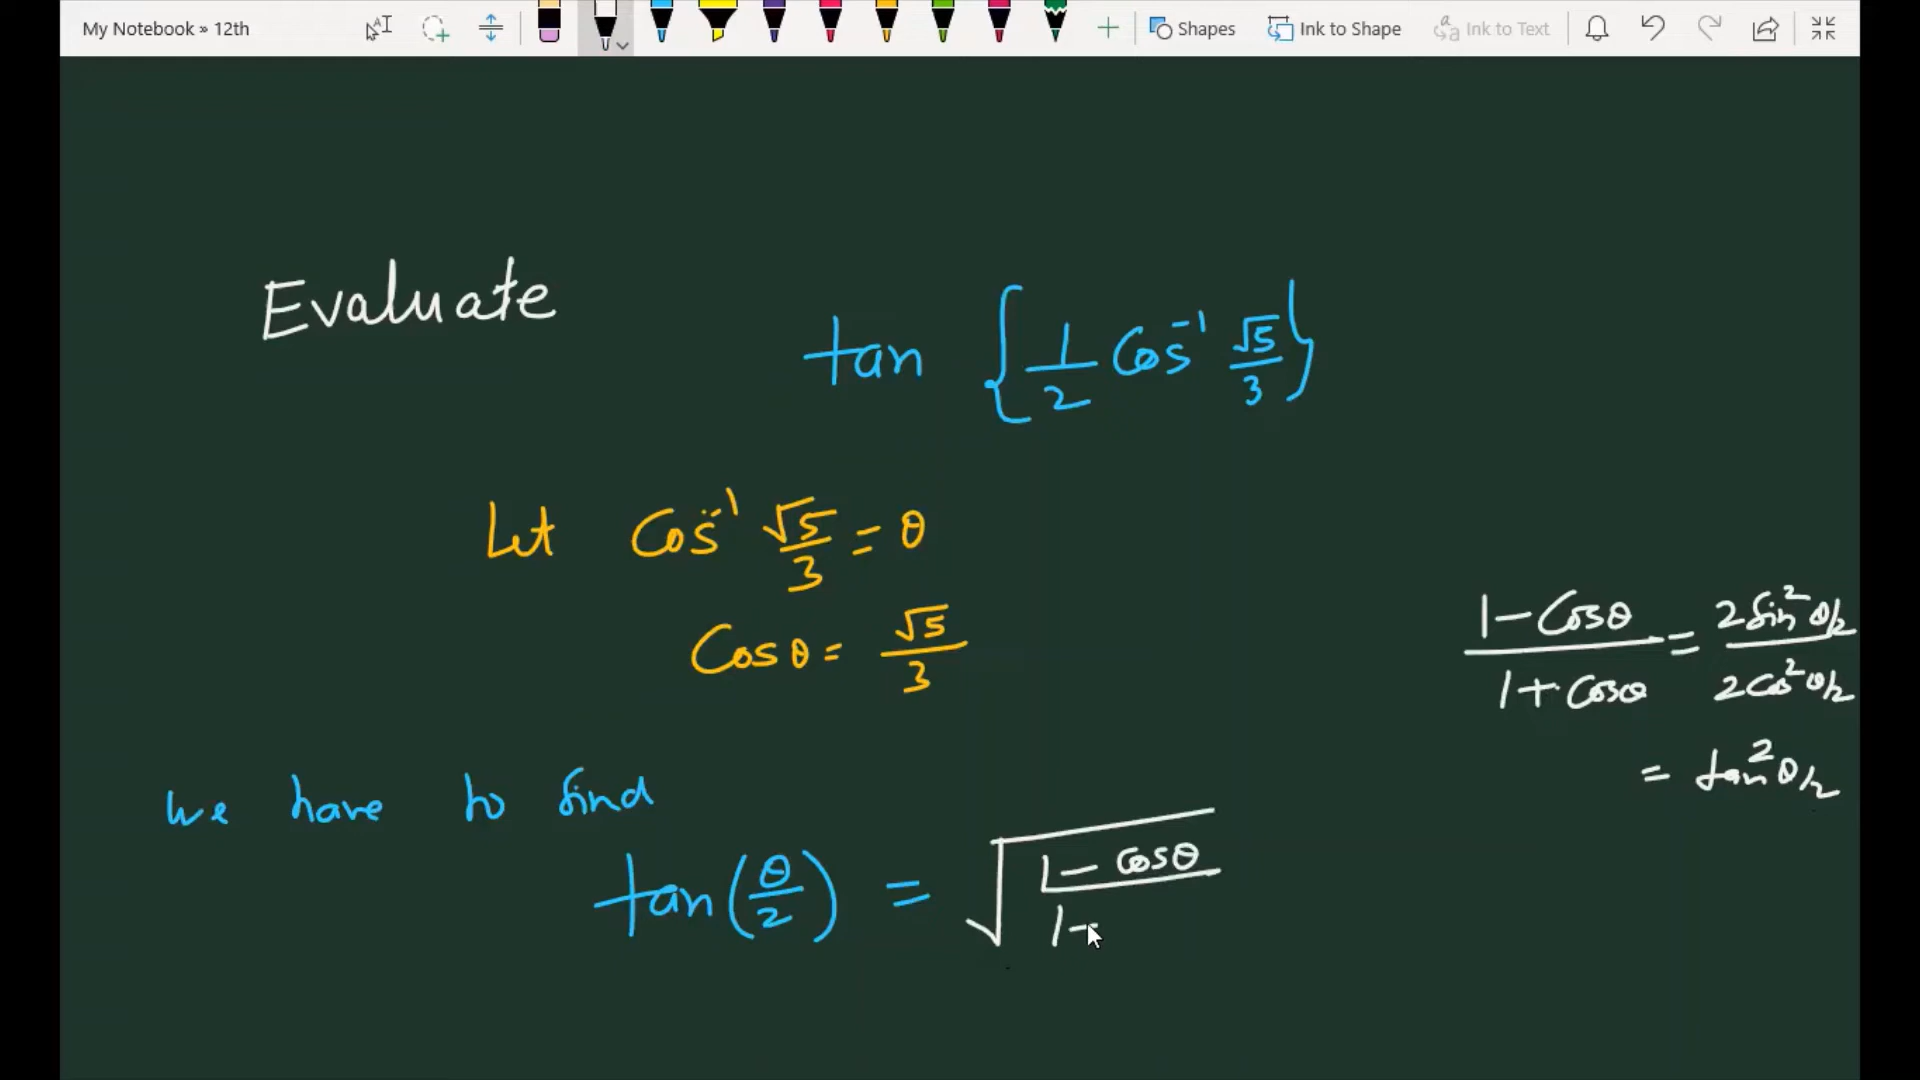 My Notebook » 12th
Shapes
Ink to Shape
Ink to Text
Evaluate
tan {1/2 Cos⁻¹ √5/3}
Let Cos⁻¹ √5/3 = θ
Cosθ = √5/3
1-Cosθ/1+Cosθ = 2Sin²θ/2/2Cos²θ/2
= tan²θ/2
we have to find
tan(θ/2) = √1-cosθ/1-